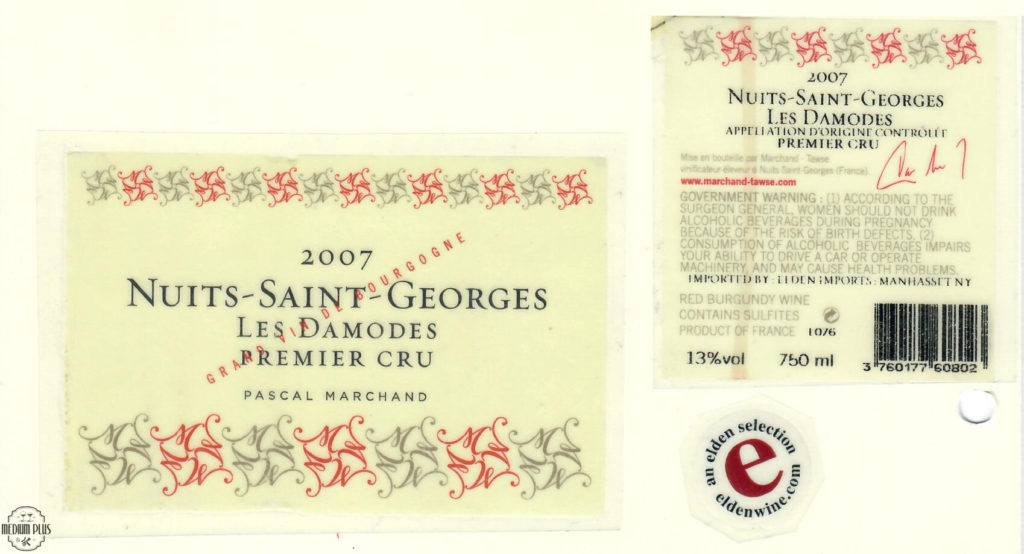 2007
NUITS-SAINT-GEORGES
LES DAMODES
PREMIER CRU
GRAND VIN DE BOURGOGNE
PASCAL MARCHAND
2007
NUITS-SAINT-GEORGES
LES DAMODES
APPELLATION D'ORIGINE CONTRÔLÉE
PREMIER CRU
Mise en bouteille par Marchand - Tawse
vinificateur-éleveur à Nuits Saint-Georges (France).
www.marchand-tawse.com
GOVERNMENT WARNING : (1) ACCORDING TO THE
SURGEON GENERAL, WOMEN SHOULD NOT DRINK
ALCOHOLIC BEVERAGES DURING PREGNANCY
BECAUSE OF THE RISK OF BIRTH DEFECTS. (2)
CONSUMPTION OF ALCOHOLIC BEVERAGES IMPAIRS
YOUR ABILITY TO DRIVE A CAR OR OPERATE
MACHINERY, AND MAY CAUSE HEALTH PROBLEMS.
IMPORTED BY : ELDEN IMPORTS : MANHASSET NY
RED BURGUNDY WINE
CONTAINS SULFITES
PRODUCT OF FRANCE L076
13%vol 750 ml
3 760177 60802
an elden selection
e
eldenwine.com
MEDIUM PLUS